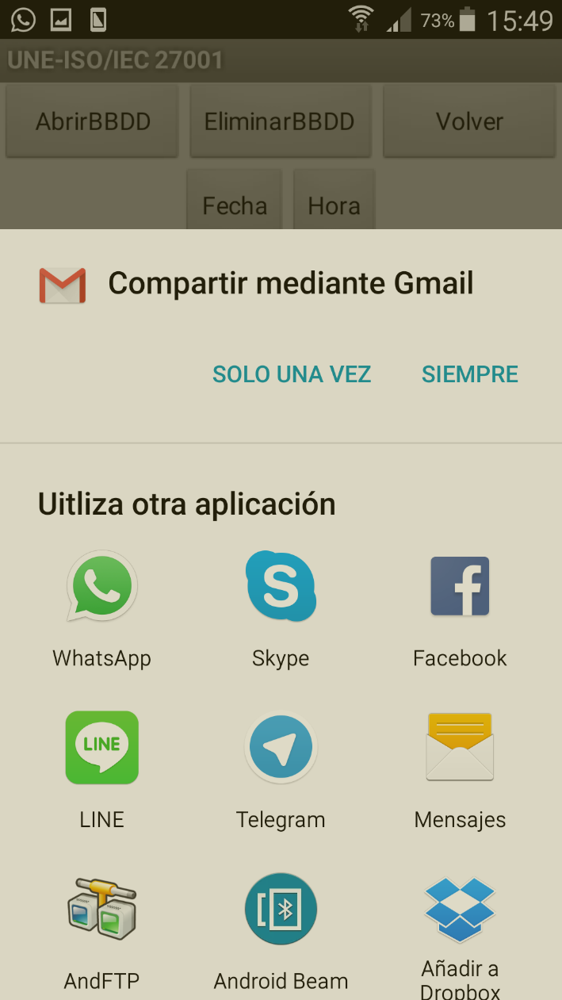 73% 15:49
UNE-ISO/IEC 27001
AbrirBBDD EliminarBBDD Volver
Fecha Hora
Compartir mediante Gmail
SOLO UNA VEZ SIEMPRE
Uitliza otra aplicación
WhatsApp Skype Facebook
LINE
LINE Telegram Mensajes
AndFTP Android Beam Añadir a
Dropbox